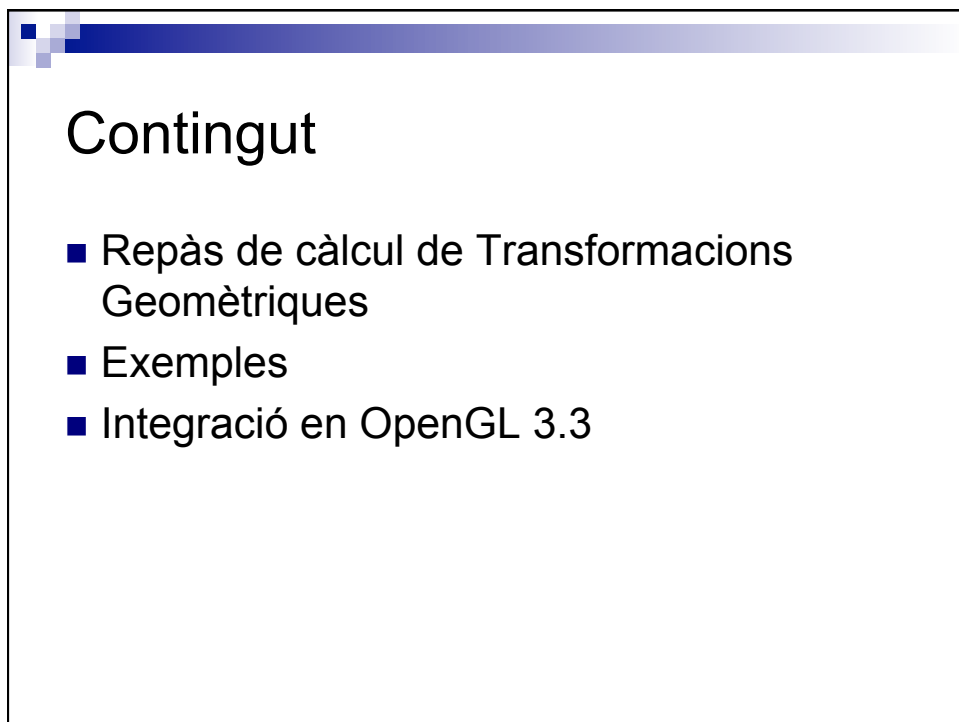 Contingut
Repàs de càlcul de Transformacions
Geomètriques
Exemples
Integració en OpenGL 3.3